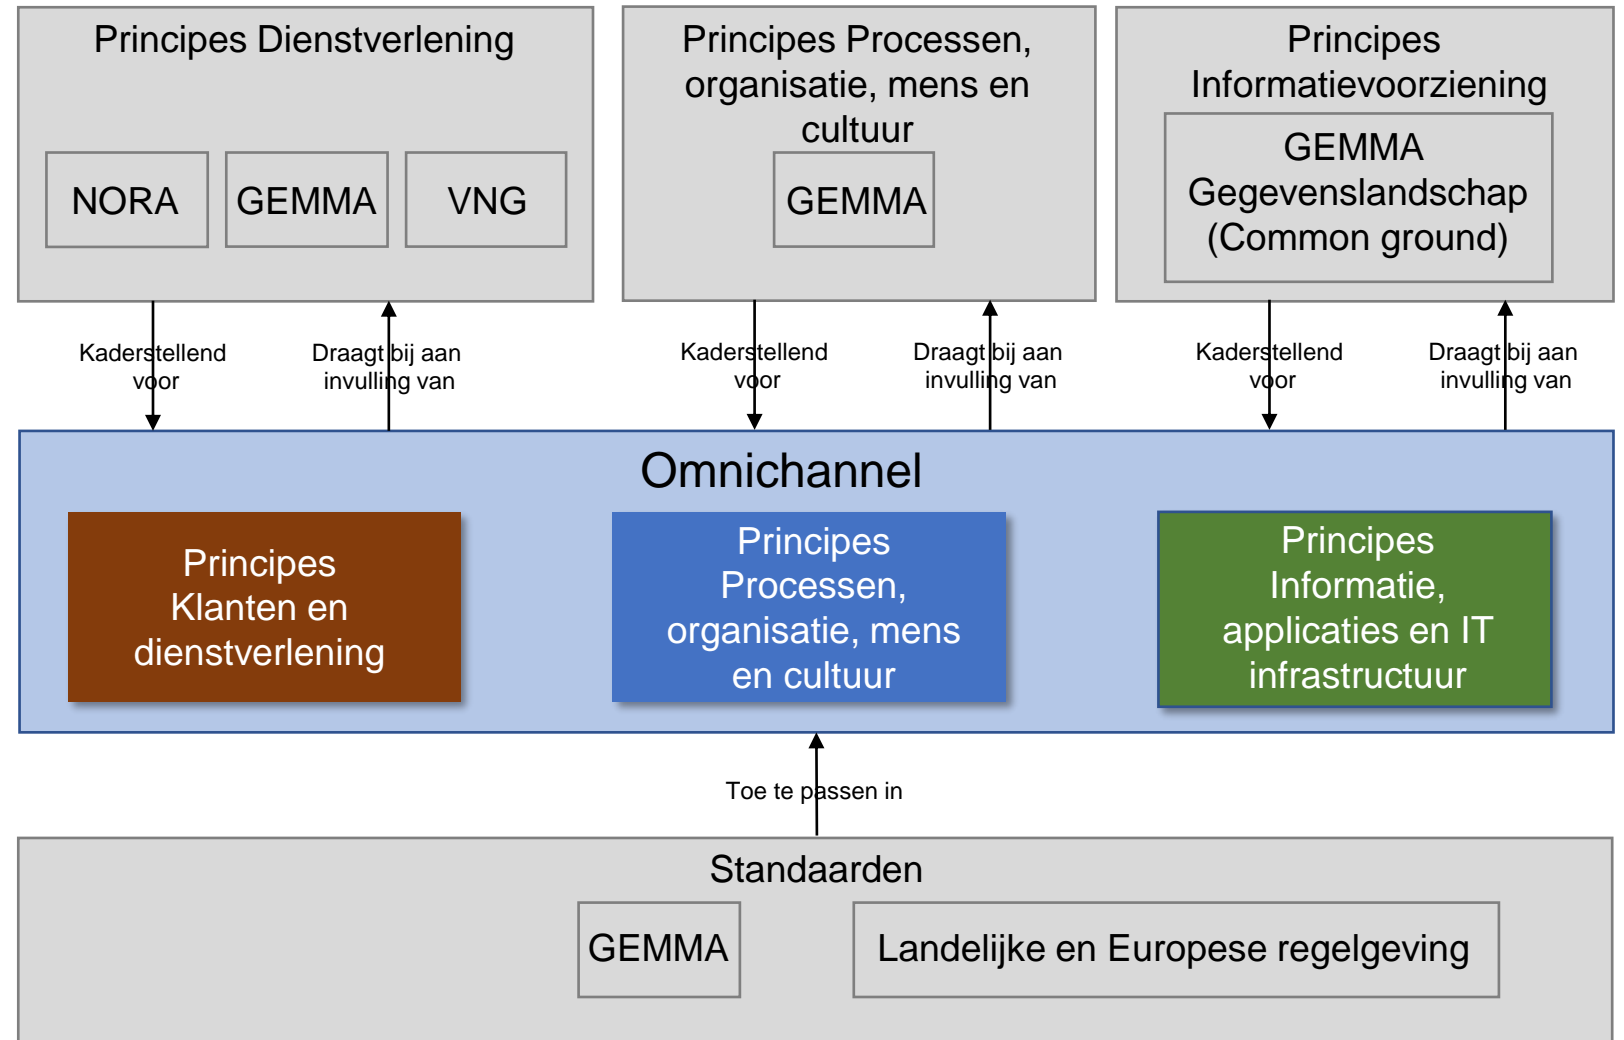 Principes Dienstverlening
NORA
GEMMA
VNG
Principes Processen,
organisatie, mens en
cultuur
GEMMA
Principes
Informatievoorziening
GEMMA
Gegevenslandschap
(Common ground)
Kaderstellend
voor
Draagt bij aan
invulling van
Kaderstellend
voor
Draagt bij aan
invulling van
Kaderstellend
voor
Draagt bij aan
invulling van
Omnichannel
Principes
Klanten en
dienstverlening
Principes
Processen,
organisatie, mens
en cultuur
Principes
Informatie,
applicaties en IT
infrastructuur
Toe te passen in
Standaarden
GEMMA
Landelijke en Europese regelgeving